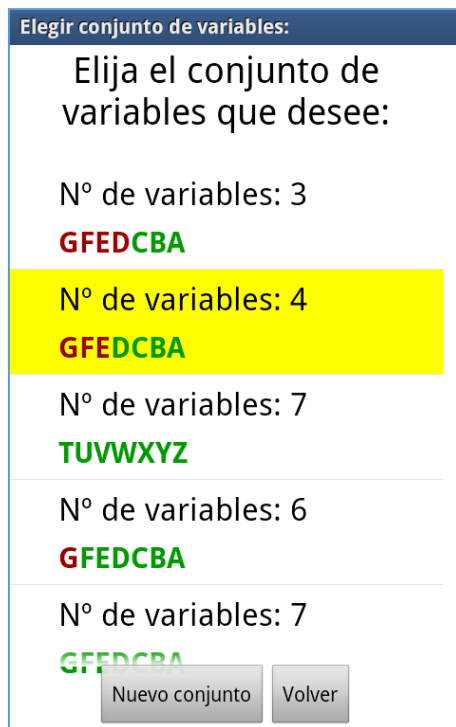 Elegir conjunto de variables:
Elija el conjunto de
variables que desee:
Nº de variables: 3
GFEDCBA
Nº de variables: 4
GFEDCBA
Nº de variables: 7
TUVWXYZ
Nº de variables: 6
GFEDCBA
Nº de variables: 7
GFEDCBA
Nuevo conjunto Volver